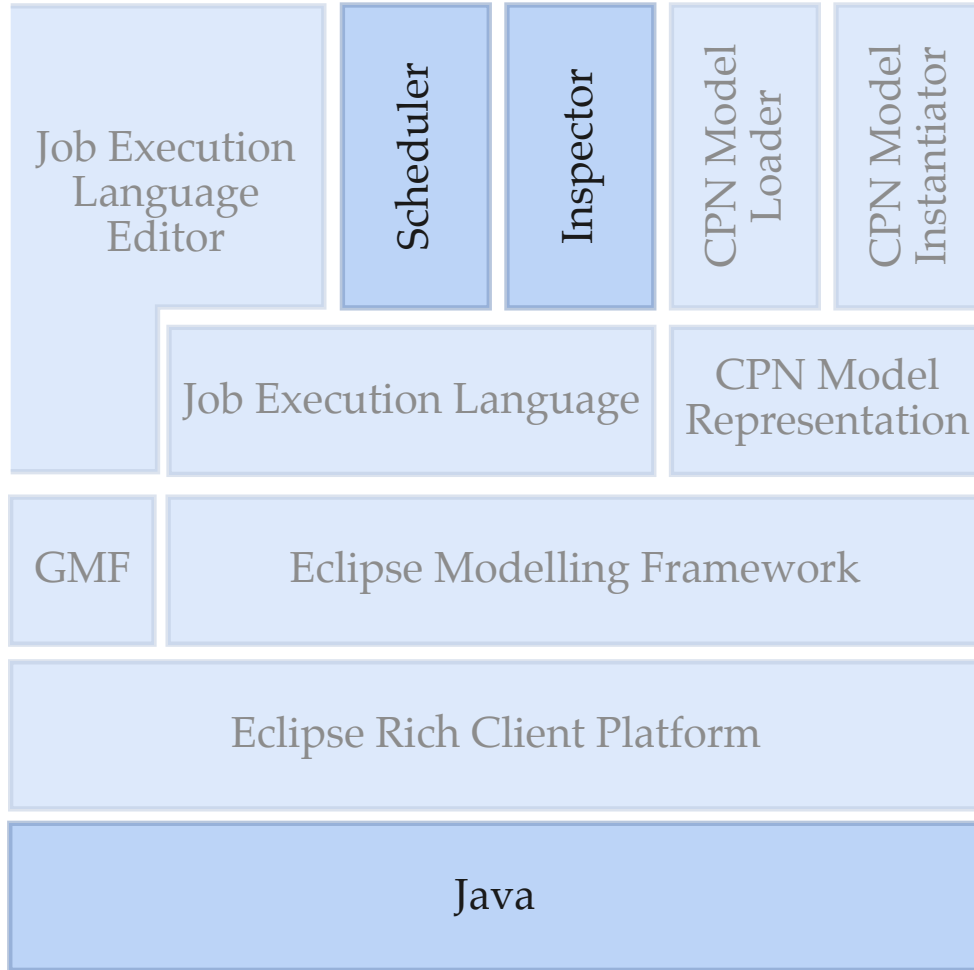 Job Execution
Language
Editor
Scheduler
Inspector
CPN Model
Loader
CPN Model
Instantiator
Job Execution Language
CPN Model
Representation
GMF
Eclipse Modelling Framework
Eclipse Rich Client Platform
Java